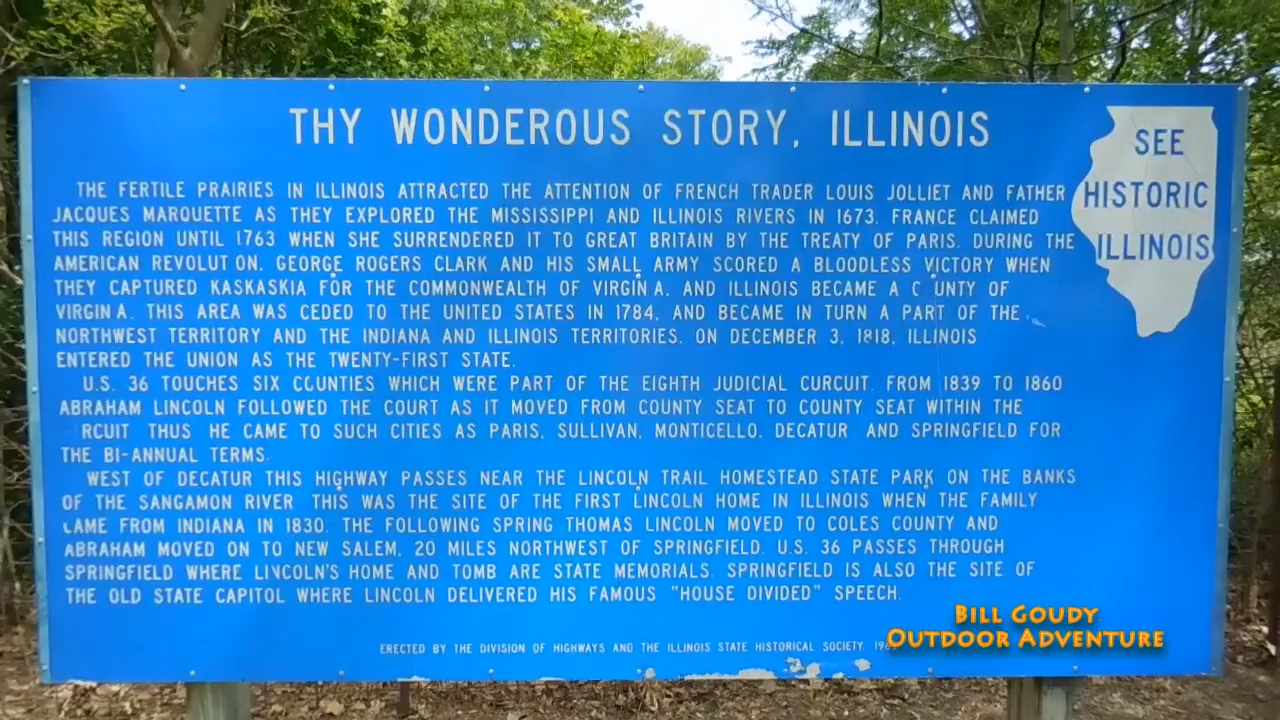 THY WONDEROUS STORY, ILLINOIS
SEE
HISTORIC
ILLINOIS
THE FERTILE PRAIRIES IN ILLINOIS ATTRACTED THE ATTENTION OF FRENCH TRADER LOUIS JOLLIET AND FATHER
JACQUES MARQUETTE AS THEY EXPLORED THE MISSISSIPPI AND ILLINOIS RIVERS IN 1673. FRANCE CLAIMED
THIS REGION UNTIL 1763 WHEN SHE SURRENDERED IT TO GREAT BRITAIN BY THE TREATY OF PARIS. DURING THE
AMERICAN REVOLUT ON, GEORGE ROGERS CLARK AND HIS SMALL ARMY SCORED A BLOODLESS VICTORY WHEN
THEY CAPTURED KASKASKIA FOR THE COMMONWEALTH OF VIRGIN A, AND ILLINOIS BECAME A C UNTY OF
VIRGIN A. THIS AREA WAS CEDED TO THE UNITED STATES IN 1784, AND BECAME IN TURN A PART OF THE
NORTHWEST TERRITORY AND THE INDIANA AND ILLINOIS TERRITORIES. ON DECEMBER 3, 1818, ILLINOIS
ENTERED THE UNION AS THE TWENTY-FIRST STATE.
U.S. 36 TOUCHES SIX COUNTIES WHICH WERE PART OF THE EIGHTH JUDICIAL CURCUIT. FROM 1839 TO 1860
ABRAHAM LINCOLN FOLLOWED THE COURT AS IT MOVED FROM COUNTY SEAT TO COUNTY SEAT WITHIN THE
RCUIT THUS HE CAME TO SUCH CITIES AS PARIS, SULLIVAN, MONTICELLO, DECATUR AND SPRINGFIELD FOR
THE BI-ANNUAL TERMS.
WEST OF DECATUR THIS HIGHWAY PASSES NEAR THE LINCOLN TRAIL HOMESTEAD STATE PARK ON THE BANKS
OF THE SANGAMON RIVER THIS WAS THE SITE OF THE FIRST LINCOLN HOME IN ILLINOIS WHEN THE FAMILY
CAME FROM INDIANA IN 1830. THE FOLLOWING SPRING THOMAS LINCOLN MOVED TO COLES COUNTY AND
ABRAHAM MOVED ON TO NEW SALEM, 20 MILES NORTHWEST OF SPRINGFIELD. U.S. 36 PASSES THROUGH
SPRINGFIELD WHERE LINCOLN'S HOME AND TOMB ARE STATE MEMORIALS. SPRINGFIELD IS ALSO THE SITE OF
THE OLD STATE CAPITOL WHERE LINCOLN DELIVERED HIS FAMOUS "HOUSE DIVIDED" SPEECH.
ERECTED BY THE DIVISION OF HIGHWAYS AND THE ILLINOIS STATE HISTORICAL SOCIETY,
BILL GOUDY
OUTDOOR ADVENTURE